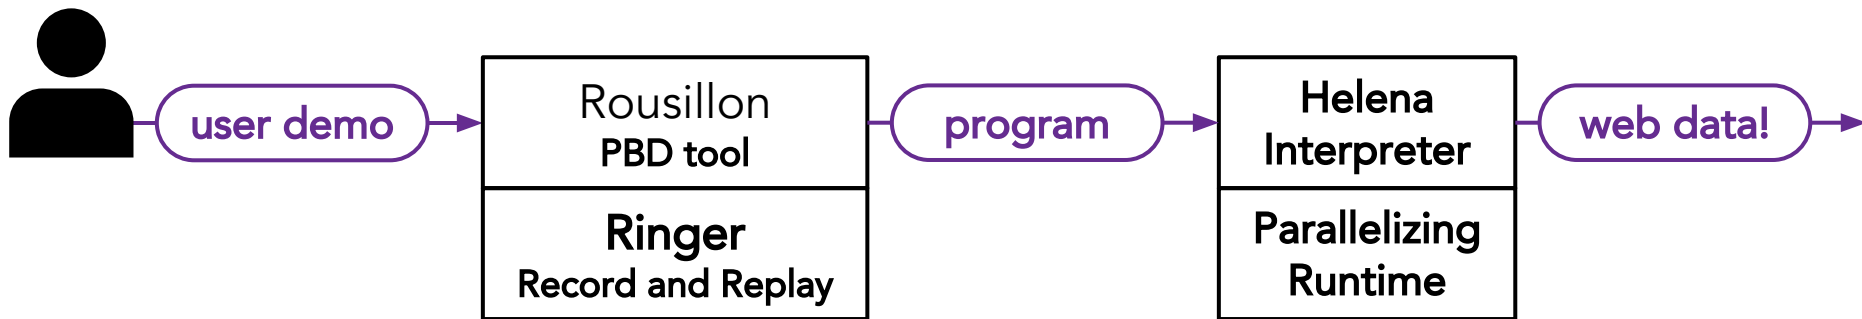 user demo
Rousillon
PBD tool
Ringer
Record and Replay
program
Helena
Interpreter
Parallelizing
Runtime
web data!